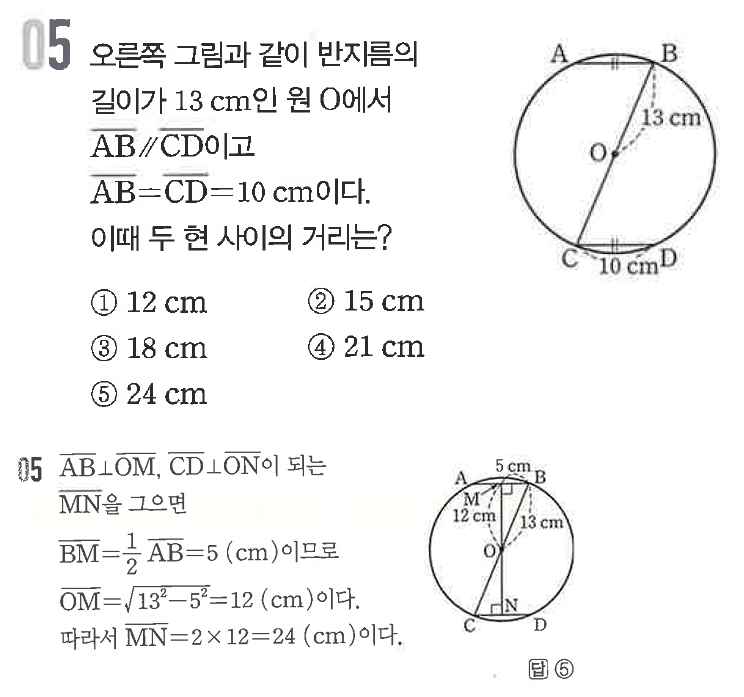 05 오른쪽 그림과 같이 반지름의
길이가 13 cm인 원 O에서
AB∥CD이고
AB=CD=10 cm이다.
이때 두 현 사이의 거리는?
① 12 cm ② 15 cm
③ 18 cm ④ 21 cm
⑤ 24 cm
A B
13 cm
O
C 10 cm D
05 AB⊥OM, CD⊥ON이 되는
MN을 그으면
BM=1/2 AB=5 (cm)이므로
OM=√(13²-5²)=12 (cm)이다.
따라서 MN=2×12=24 (cm)이다.
5 cm
A B
M
12 cm 13 cm
O
N
C D
답 ⑤